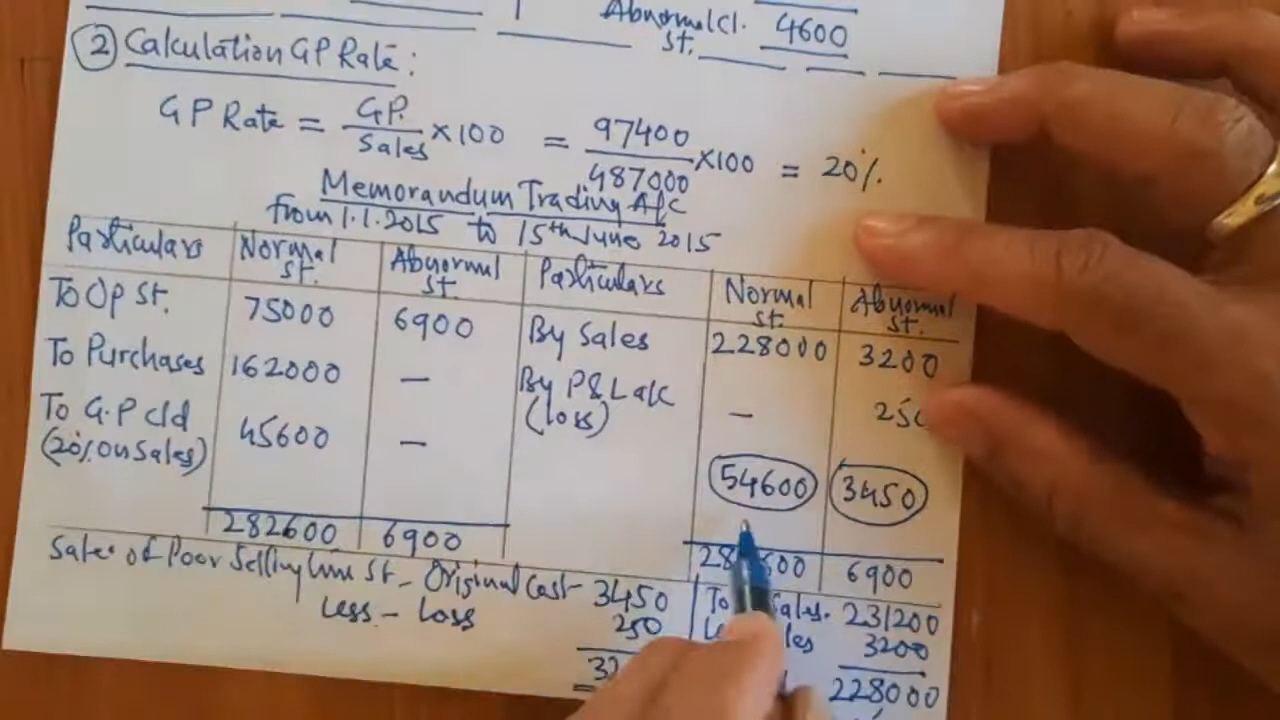 Abnormal Cl. st. 4600
② Calculation GP Rate:
GP Rate = GP. / Sales ×100 = 97400 / 487000 ×100 = 20%.
Memorandum Trading A/c
from 1.1.2015 to 15th June 2015
Particulars Normal st. Abnormal st. Particulars Normal st. Abnormal st.
To Op St. 75000 6900 By Sales 228000 3200
To Purchases 162000 — By P&L a/c (loss) — 250
To G.P c/d (20% on Sales) 45600 —
54600 3450
282600 6900 6900
Sale of Poor Selling line St - Original Cost - 3450
Less - Loss 250
Sales. 231200
3200
228000